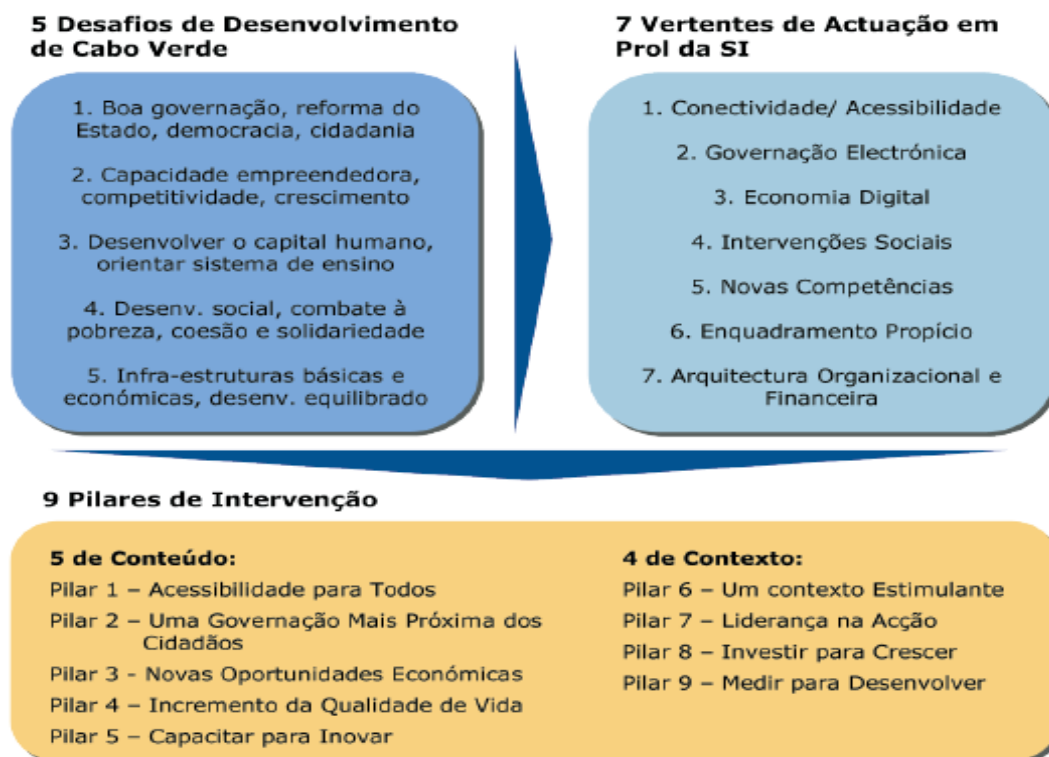 5 Desafios de Desenvolvimento
de Cabo Verde
1. Boa governação, reforma do
Estado, democracia, cidadania
2. Capacidade empreendedora,
competitividade, crescimento
3. Desenvolver o capital humano,
orientar sistema de ensino
4. Desenv. social, combate à
pobreza, coesão e solidariedade
5. Infra-estruturas básicas e
económicas, desenv. equilibrado
7 Vertentes de Actuação em
Prol da SI
1. Conectividade/ Acessibilidade
2. Governação Electrónica
3. Economia Digital
4. Intervenções Sociais
5. Novas Competências
6. Enquadramento Propício
7. Arquitectura Organizacional e
Financeira
9 Pilares de Intervenção
5 de Conteúdo:
Pilar 1 – Acessibilidade para Todos
Pilar 2 – Uma Governação Mais Próxima dos
Cidadãos
Pilar 3 - Novas Oportunidades Económicas
Pilar 4 – Incremento da Qualidade de Vida
Pilar 5 – Capacitar para Inovar
4 de Contexto:
Pilar 6 – Um contexto Estimulante
Pilar 7 – Liderança na Acção
Pilar 8 – Investir para Crescer
Pilar 9 – Medir para Desenvolver